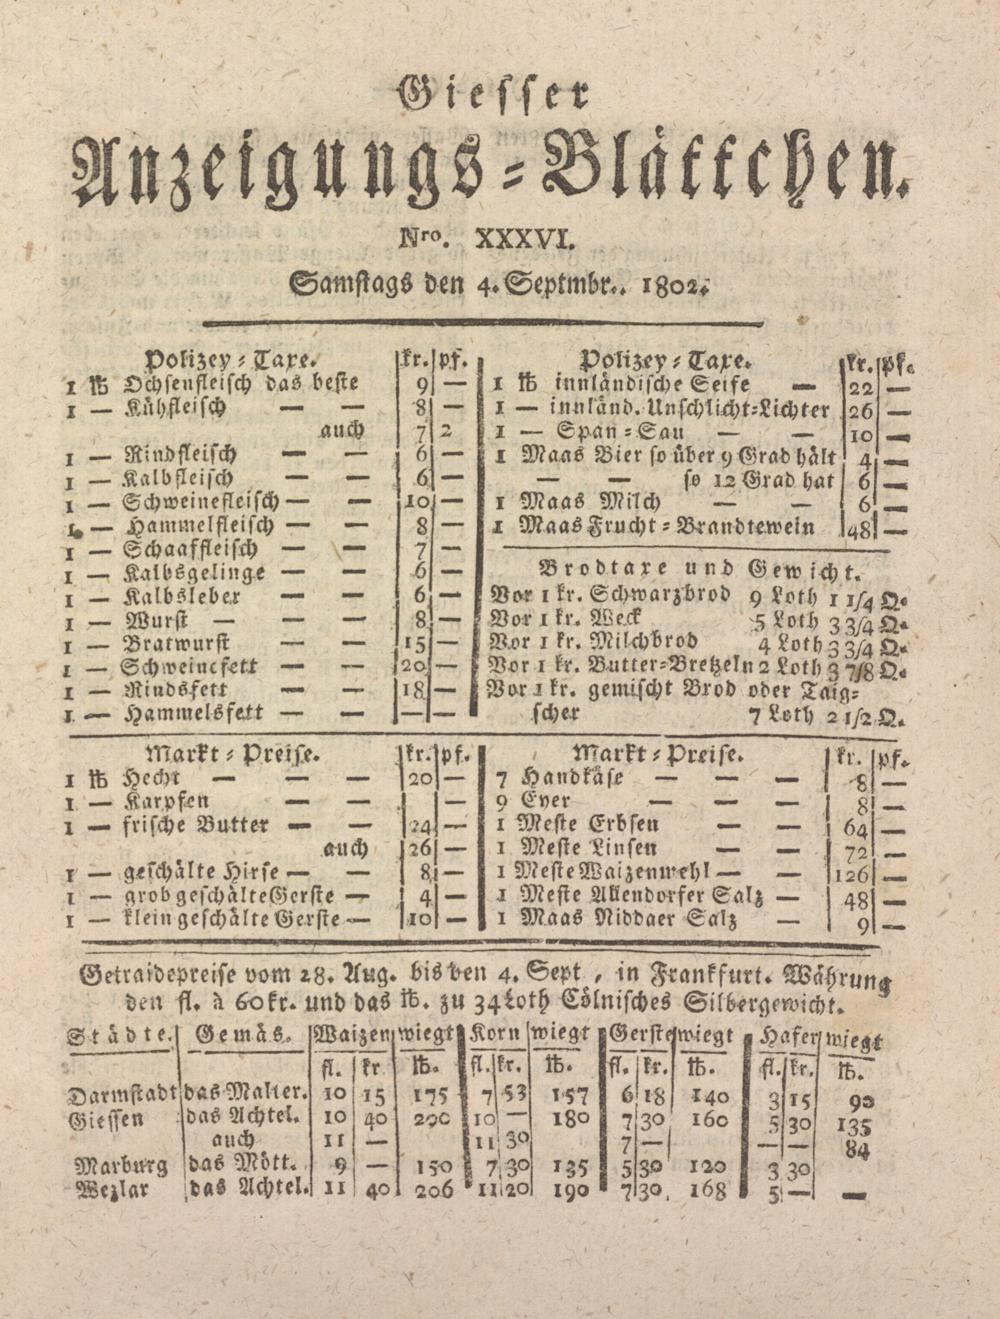 Giesser
Anzeigungs-Blättchen.
Nro. XXXVI.
Samstags den 4. Septmbr.. 1802.
Polizey-Taxe. kr. pf.
1 ℔ Ochsenfleisch das beste 9 —
1 — Kühfleisch — — 8 —
auch 7 2
1 — Rindfleisch — — 6 —
1 — Kalbfleisch — — 6 —
1 — Schweinefleisch — — 10 —
1 — Hammelfleisch — — 8 —
1 — Schaaffleisch — — 7 —
1 — Kalbsgelinge — — 6 —
1 — Kalbsleber — — 6 —
1 — Wurst — — 8 —
1 — Bratwurst — — 15 —
1 — Schweinefett — — 20 —
1 — Rindsfett — — 18 —
1 — Hammelsfett — — — —
Polizey-Taxe. kr. pf.
1 ℔ innländische Seife — 22 —
1 — innländ. Unschlicht-Lichter 26 —
1 — Span-Sau — — 10 —
1 Maas Bier so über 9 Grad hält 4 —
— — so 12 Grad hat 6 —
1 Maas Milch — — 6 —
1 Maas Frucht-Brandtewein 48 —
Brodtaxe und Gewicht.
Vor 1 kr. Schwarzbrod 9 Loth 1 1/4 Q.
Vor 1 kr. Weck 5 Loth 3 3/4 Q.
Vor 1 kr. Milchbrod 4 Loth 3 3/4 Q.
Vor 1 kr. Butter-Bretzeln 2 Loth 3 7/8 Q.
Vor 1 kr. gemischt Brod oder Taig-
scher 7 Loth 2 1/2 Q.
Markt-Preise. kr. pf.
1 ℔ Hecht — — — 20 —
1 — Karpfen — — —
1 — frische Butter — — 24 —
auch 26 —
1 — geschälte Hirse — — 8 —
1 — grob geschälte Gerste — 4 —
1 — klein geschälte Gerste — 10 —
Markt-Preise. kr. pf.
7 Handkäse — — — 8 —
9 Eyer — — — 8 —
1 Meste Erbsen — — 64 —
1 Meste Linsen — — 72 —
1 Meste Waizenmehl — — 126 —
1 Meste Allendorfer Salz — 48 —
1 Maas Niddaer Salz — 9 —
Getraidepreise vom 28. Aug. bis den 4. Sept, in Frankfurt. Währung
den fl. à 60 kr. und das ℔. zu 34 Loth Cölnisches Silbergewicht.
Städte. Gemäs. Waizen wiegt Korn wiegt Gerste wiegt Hafer wiegt
fl. kr. ℔. fl. kr. ℔. fl. kr. ℔. fl. kr. ℔.
Darmstadt das Malter. 10 15 175 7 53 157 6 18 140 3 15 90
Giessen das Achtel. 10 40 200 10 — 180 7 30 160 5 30 135
auch 11 — 11 30 7 — — — 84
Marburg das Mött. 9 — 150 7 30 135 5 30 120 3 30
Wezlar das Achtel. 11 40 206 11 20 190 7 30 168 5 — —